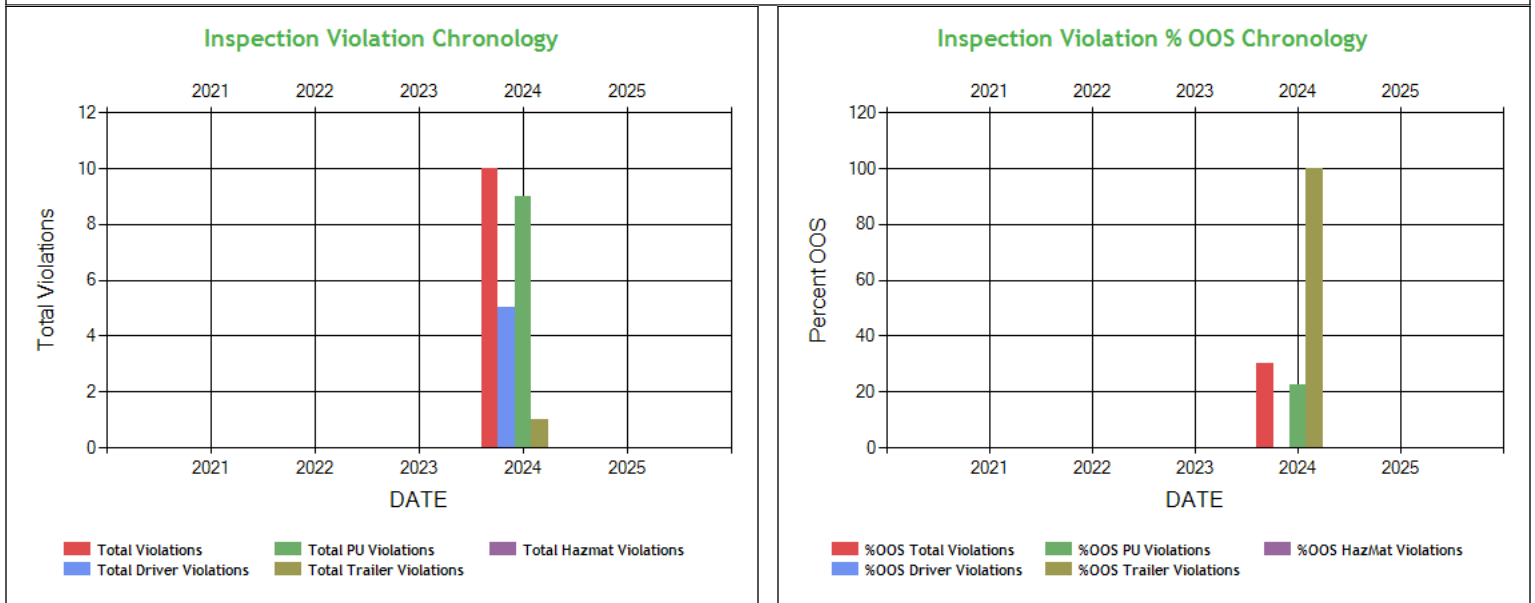 Inspection Violation Chronology
2021 2022 2023 2024 2025
12
10
8
6
4
2
0
Total Violations
2021 2022 2023 2024 2025
DATE
Total Violations Total PU Violations Total Hazmat Violations
Total Driver Violations Total Trailer Violations
Inspection Violation % OOS Chronology
2021 2022 2023 2024 2025
120
100
80
60
40
20
0
Percent OOS
2021 2022 2023 2024 2025
DATE
%OOS Total Violations %OOS PU Violations %OOS HazMat Violations
%OOS Driver Violations %OOS Trailer Violations